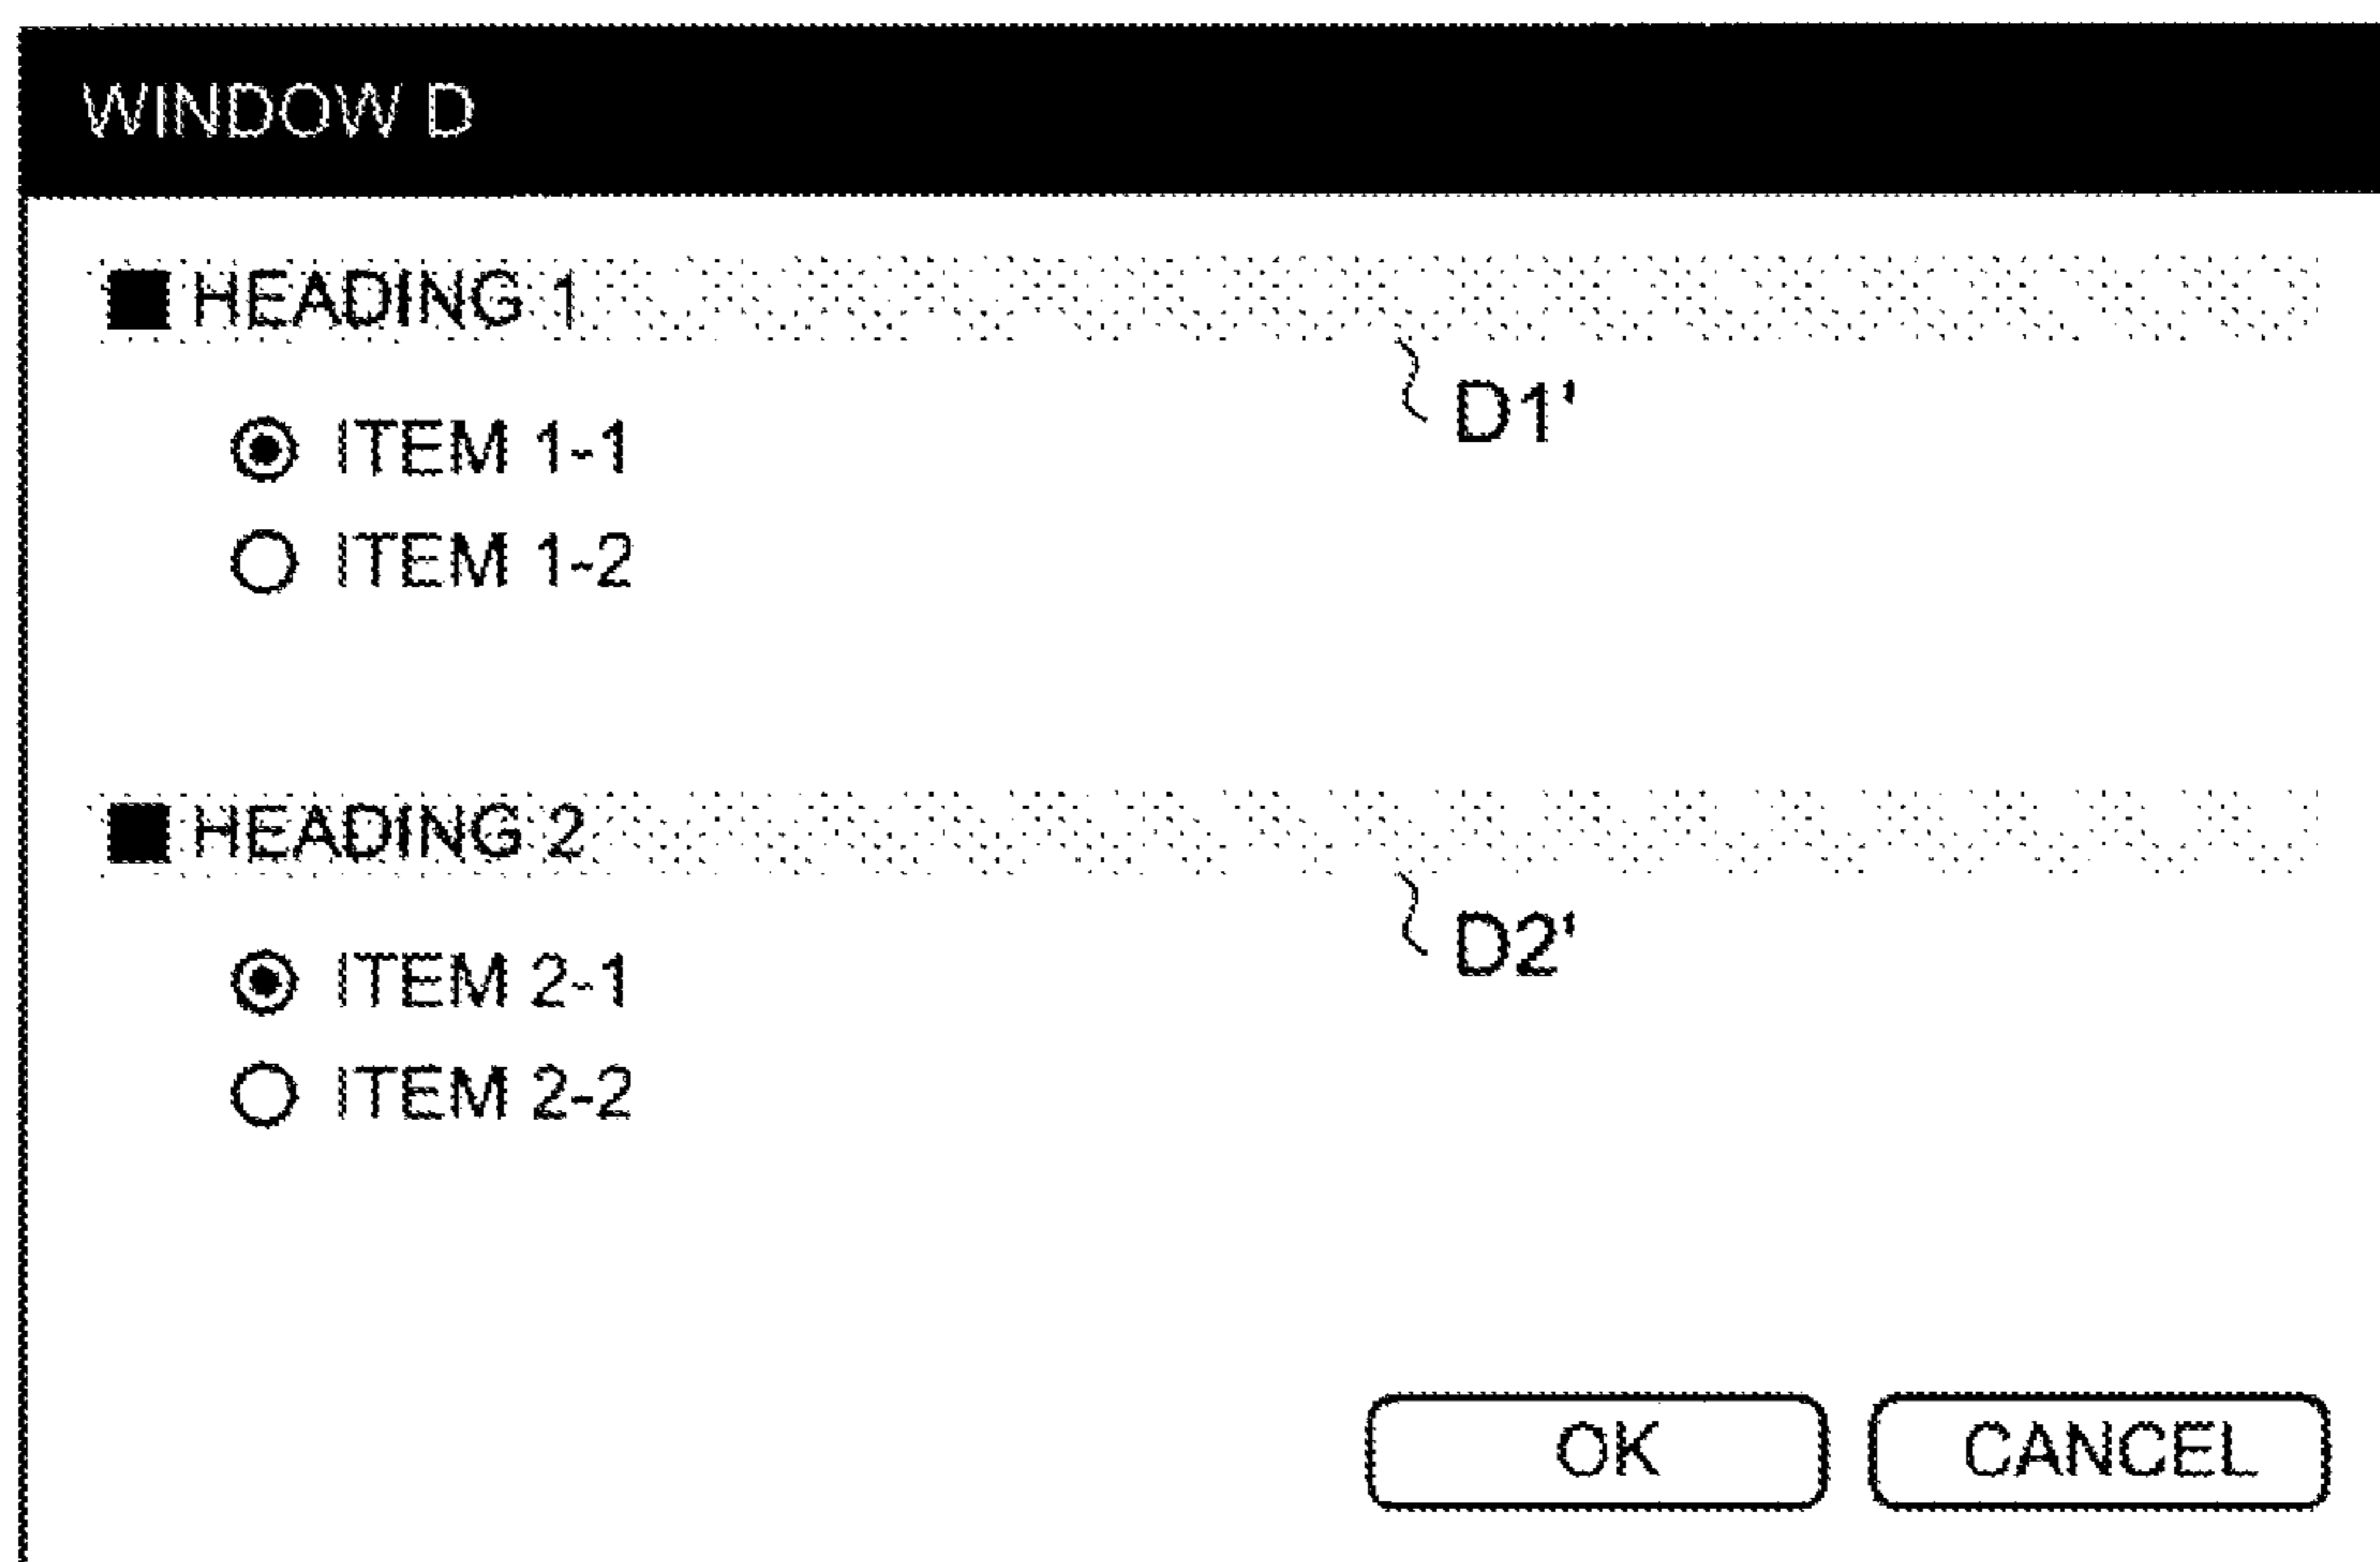 WINDOW D
■ HEADING 1
D1'
ITEM 1-1
ITEM 1-2
■ HEADING 2
D2'
ITEM 2-1
ITEM 2-2
OK CANCEL